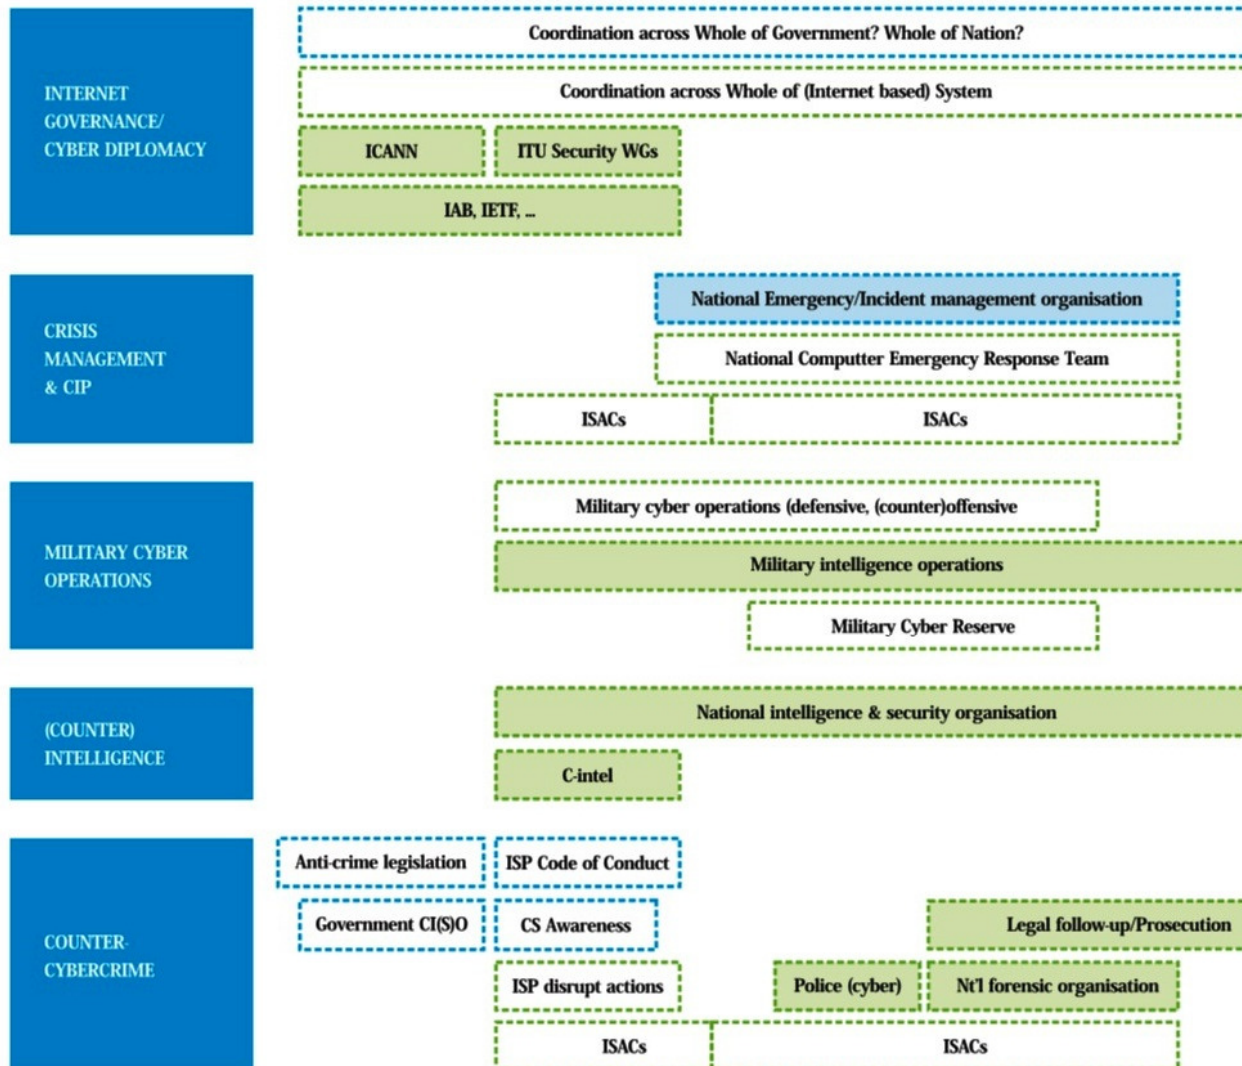 INTERNET
GOVERNANCE/
CYBER DIPLOMACY
Coordination across Whole of Government? Whole of Nation?
Coordination across Whole of (Internet based) System
ICANN
ITU Security WGs
IAB, IETF, ...
CRISIS
MANAGEMENT
& CIP
National Emergency/Incident management organisation
National Computter Emergency Response Team
ISACs
ISACs
MILITARY CYBER
OPERATIONS
Military cyber operations (defensive, (counter)offensive
Military intelligence operations
Military Cyber Reserve
(COUNTER)
INTELLIGENCE
National intelligence & security organisation
C-intel
COUNTER-
CYBERCRIME
Anti-crime legislation
ISP Code of Conduct
Government CI(S)O
CS Awareness
Legal follow-up/Prosecution
ISP disrupt actions
Police (cyber)
Nt'l forensic organisation
ISACs
ISACs